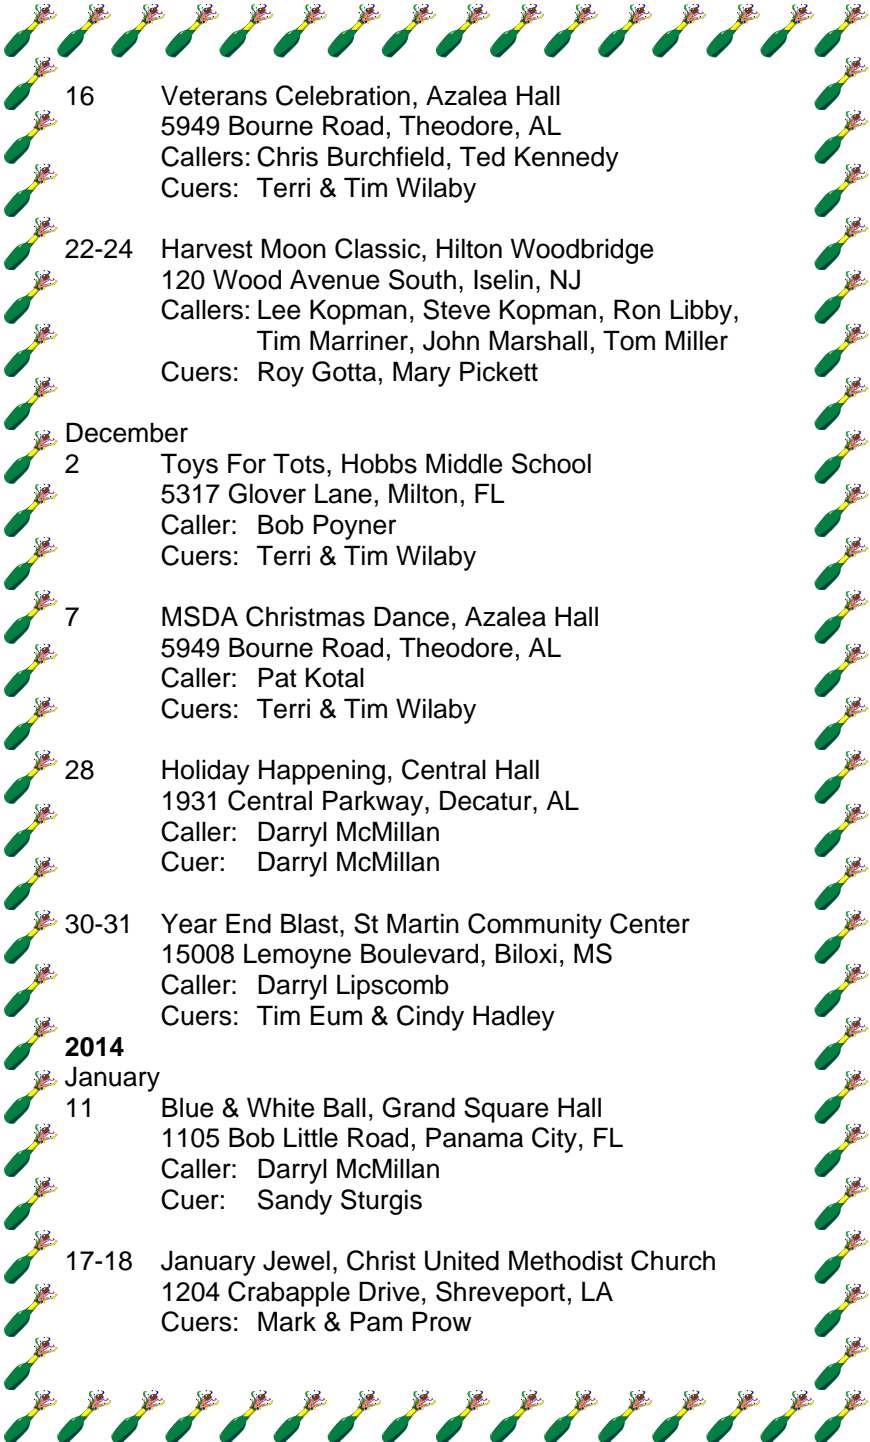 16 Veterans Celebration, Azalea Hall
5949 Bourne Road, Theodore, AL
Callers: Chris Burchfield, Ted Kennedy
Cuers: Terri & Tim Wilaby
22-24 Harvest Moon Classic, Hilton Woodbridge
120 Wood Avenue South, Iselin, NJ
Callers: Lee Kopman, Steve Kopman, Ron Libby,
Tim Marriner, John Marshall, Tom Miller
Cuers: Roy Gotta, Mary Pickett
December
2 Toys For Tots, Hobbs Middle School
5317 Glover Lane, Milton, FL
Caller: Bob Poyner
Cuers: Terri & Tim Wilaby
7 MSDA Christmas Dance, Azalea Hall
5949 Bourne Road, Theodore, AL
Caller: Pat Kotal
Cuers: Terri & Tim Wilaby
28 Holiday Happening, Central Hall
1931 Central Parkway, Decatur, AL
Caller: Darryl McMillan
Cuer: Darryl McMillan
30-31 Year End Blast, St Martin Community Center
15008 Lemoyne Boulevard, Biloxi, MS
Caller: Darryl Lipscomb
Cuers: Tim Eum & Cindy Hadley
2014
January
11 Blue & White Ball, Grand Square Hall
1105 Bob Little Road, Panama City, FL
Caller: Darryl McMillan
Cuer: Sandy Sturgis
17-18 January Jewel, Christ United Methodist Church
1204 Crabapple Drive, Shreveport, LA
Cuers: Mark & Pam Prow